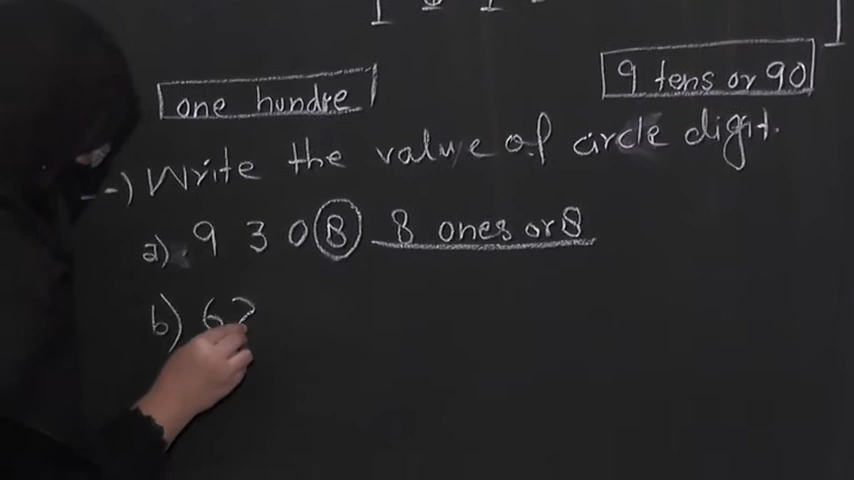 one hundre
9 tens or 90
Write the value of circle digit.
a) 9 3 0 8 8 ones or 8
b) 6